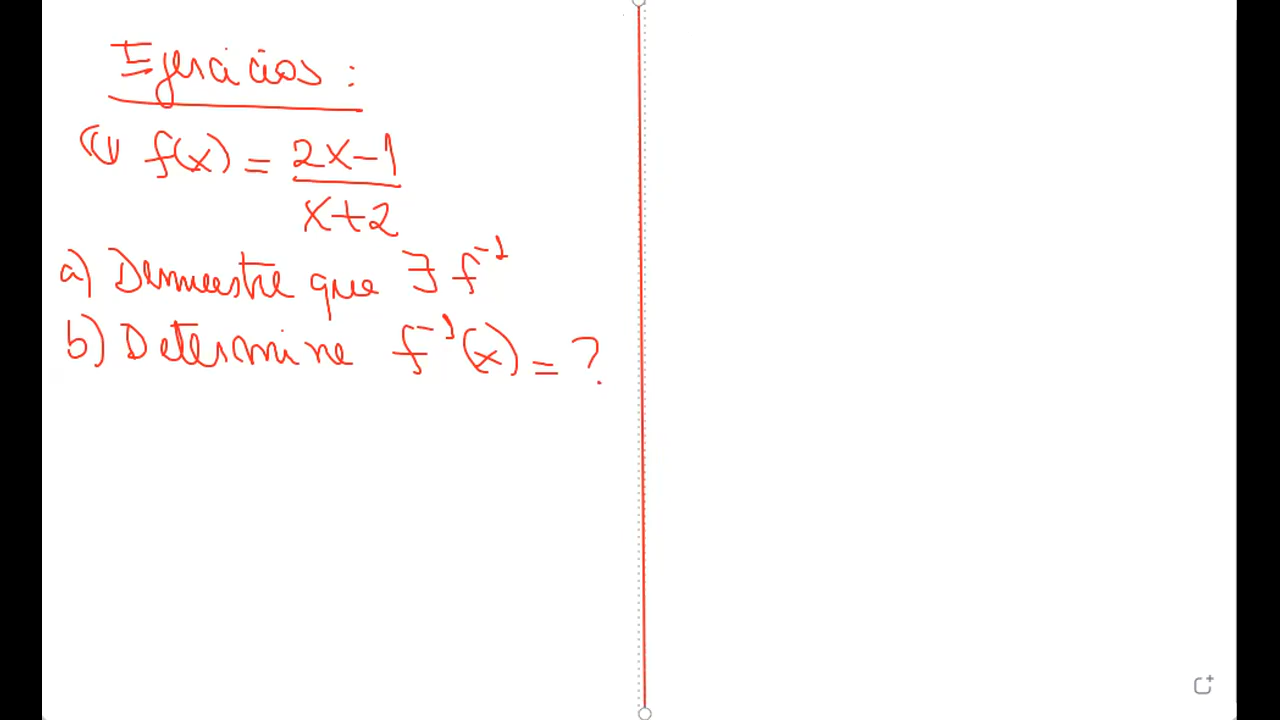 Ejercicios:
(1) f(x) = 2x-1
x+2
a) Demuestre que ∃ f⁻¹
b) Determine f⁻¹(x) = ?